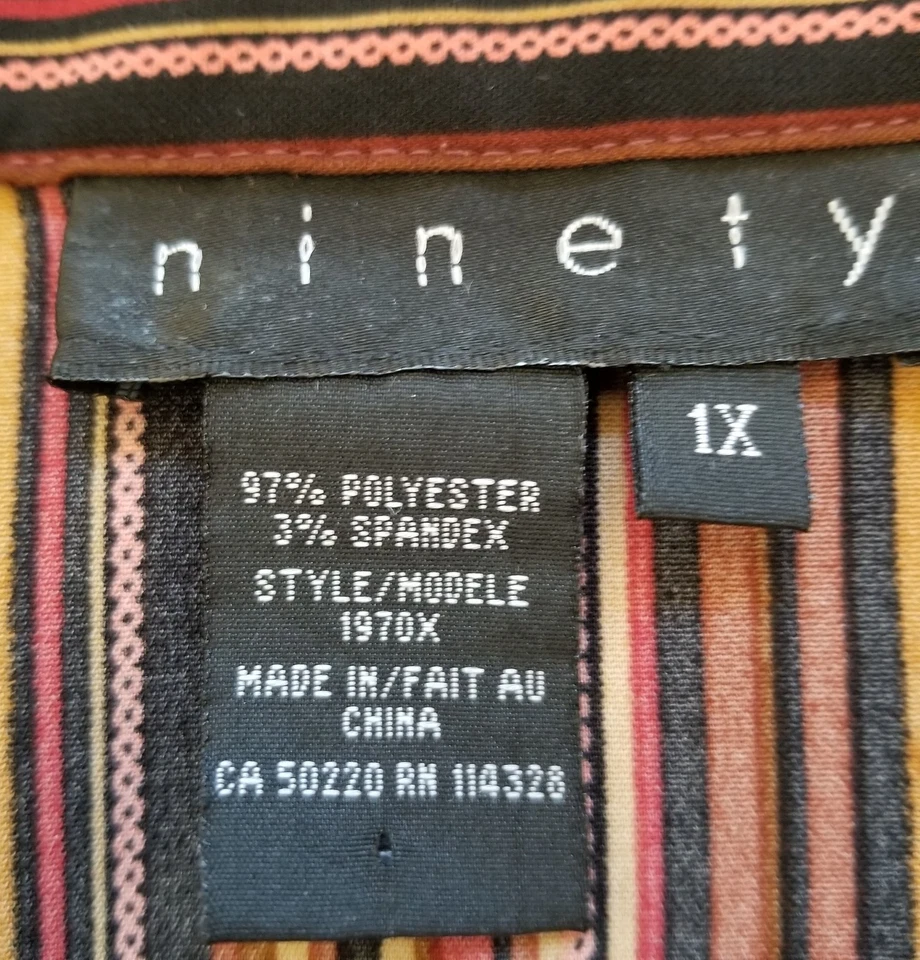 ninety
1X
97% POLYESTER
3% SPANDEX
STYLE/MODELE
1970X
MADE IN/FAIT AU
CHINA
CA 50220 RN 114328